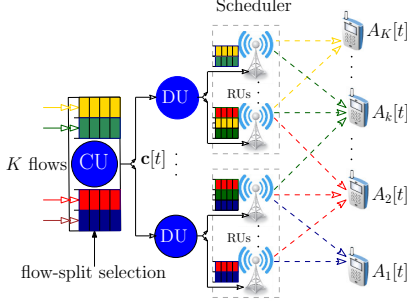 Scheduler
A_K[t]
DU
RUs
A_k[t]
K flows
CU
c[t]
A_2[t]
DU
RUs
flow-split selection
A_1[t]